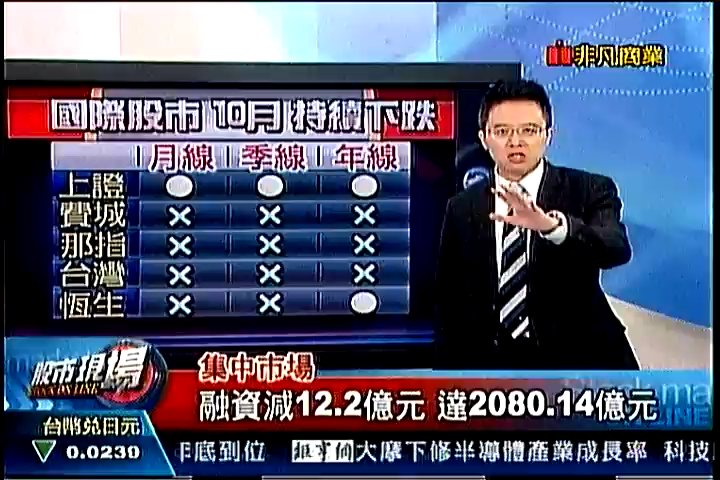 非凡商業
國際股市10月持續下跌
月線 季線 年線
上證 ○ ○ ○
費城 × × ×
那指 × × ×
台灣 × × ×
恆生 × × ○
股市現場
集中市場
融資減12.2億元 達2080.14億元
台幣兌日元
▽ 0.0230
底到位 大摩下修半導體產業成長率 科技